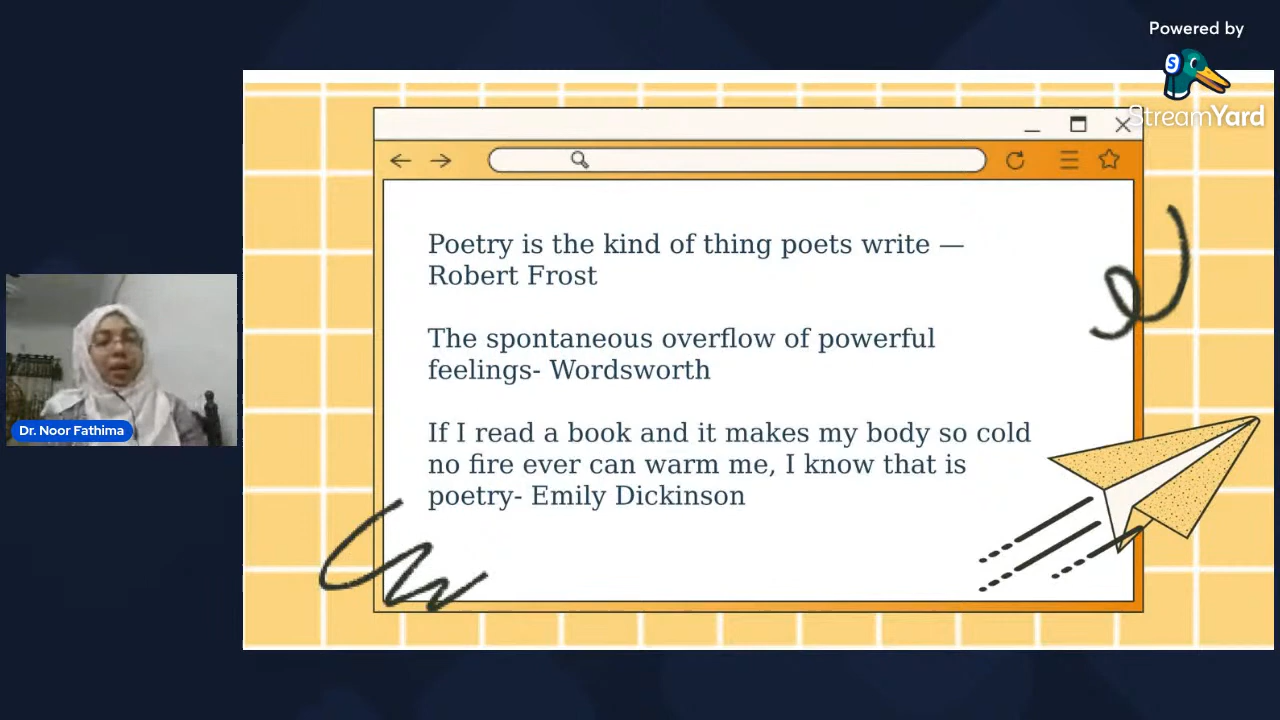 Powered by
StreamYard
Poetry is the kind of thing poets write —
Robert Frost
The spontaneous overflow of powerful
feelings- Wordsworth
If I read a book and it makes my body so cold
no fire ever can warm me, I know that is
poetry- Emily Dickinson
Dr. Noor Fathima